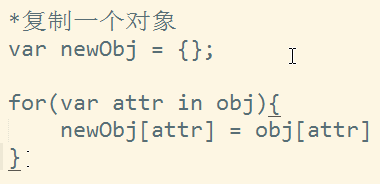 *复制一个对象
var newObj = {};
for(var attr in obj){
newObj[attr] = obj[attr]
}